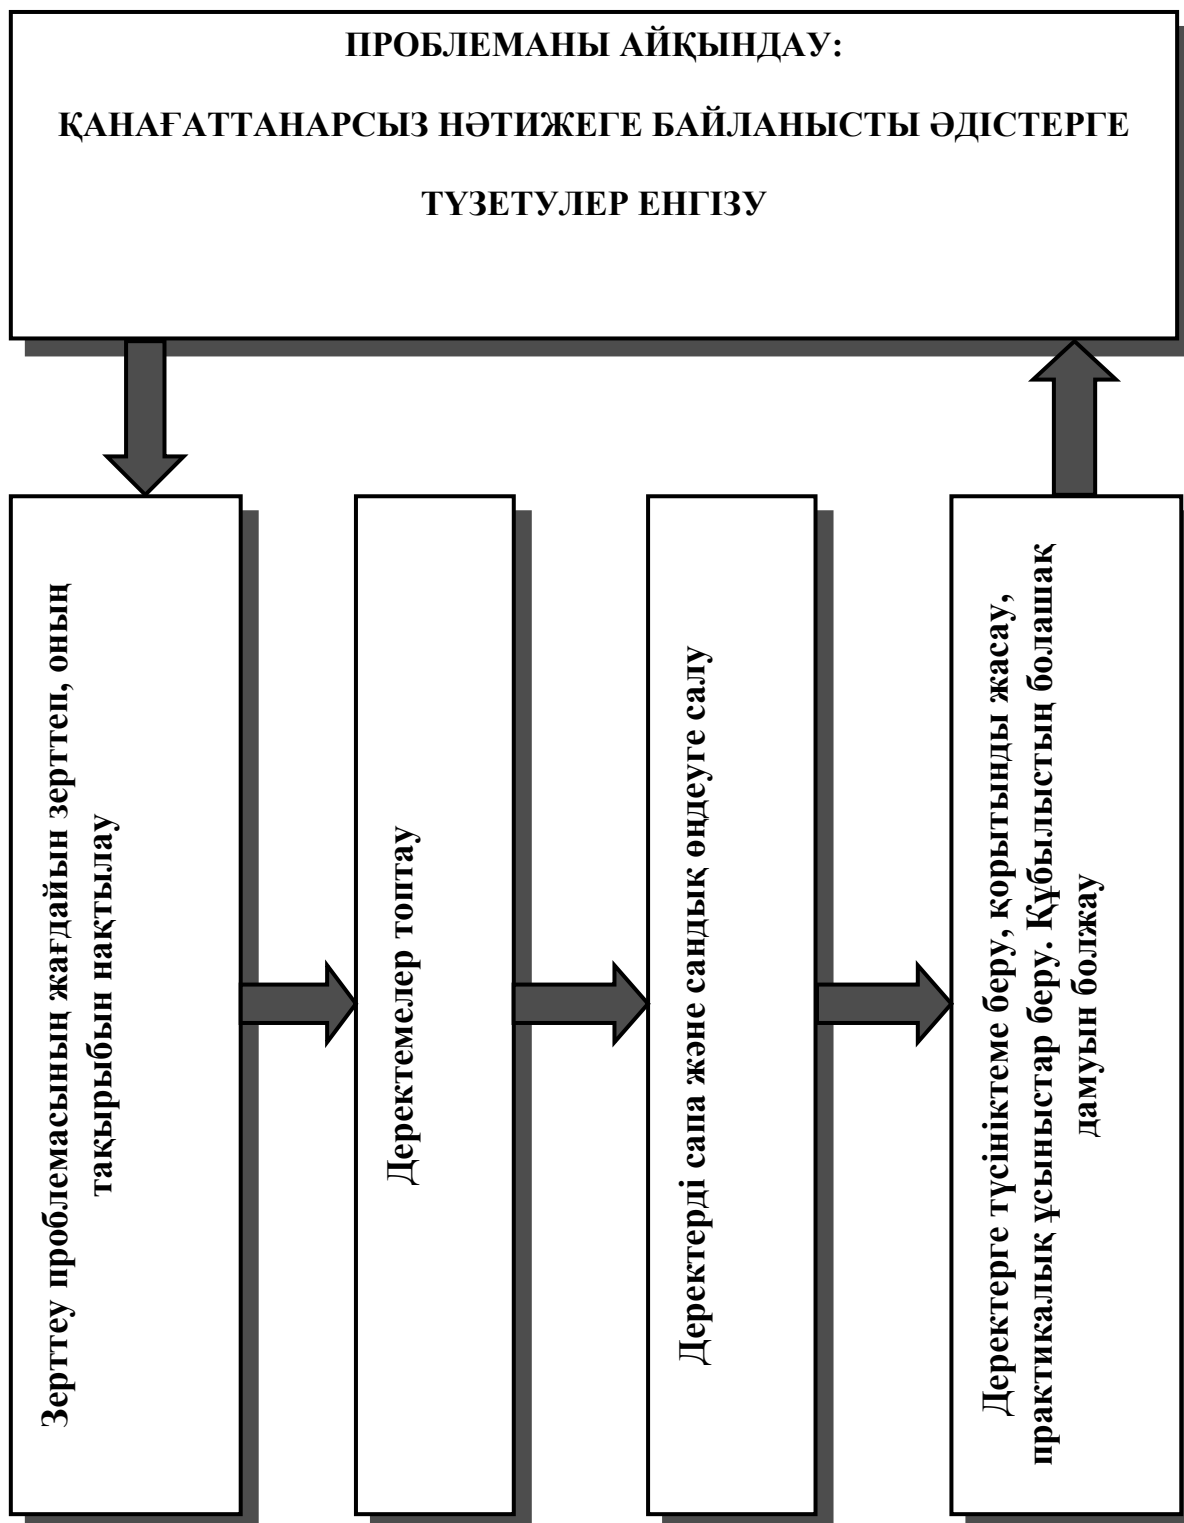 ПРОБЛЕМАНЫ АЙҚЫНДАУ:
ҚАНАҒАТТАНАРСЫЗ НӘТИЖЕГЕ БАЙЛАНЫСТЫ ӘДІСТЕРГЕ
ТҮЗЕТУЛЕР ЕНГІЗУ
Зерттеу проблемасының жағдайын зерттеп, оның
тақырыбын нақтылау
Деректемелер топтау
Деректерді сапа және сандық өңдеуге салу
Деректерге түсініктеме беру, қорытынды жасау,
практикалық ұсыныстар беру. Құбылыстың болашақ
дамуын болжау